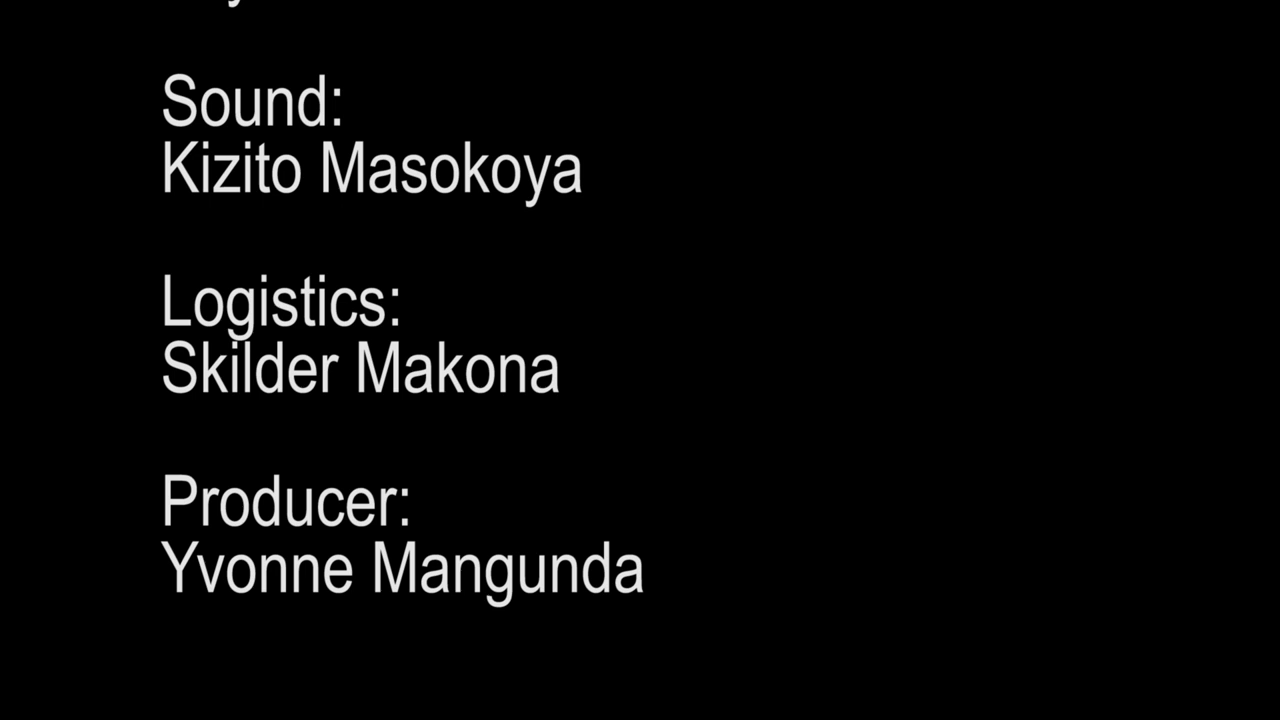 Sound:
Kizito Masokoya
Logistics:
Skilder Makona
Producer:
Yvonne Mangunda